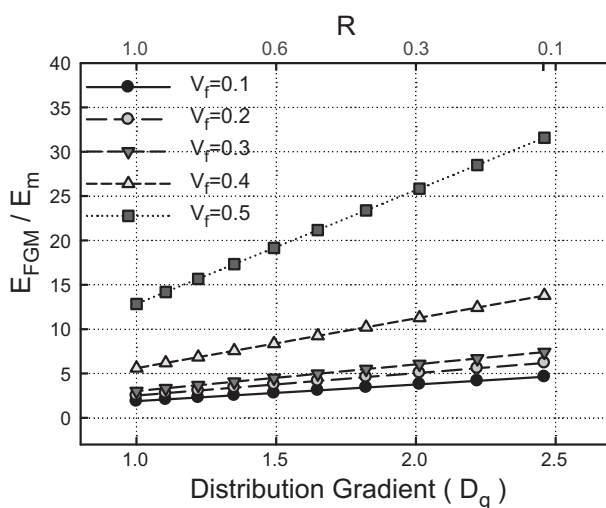 R
1.0 0.6 0.3 0.1
40
35
30
25
20
15
10
5
0
E_FGM / E_m
V_f=0.1
V_f=0.2
V_f=0.3
V_f=0.4
V_f=0.5
1.0 1.5 2.0 2.5
Distribution Gradient ( D_g )